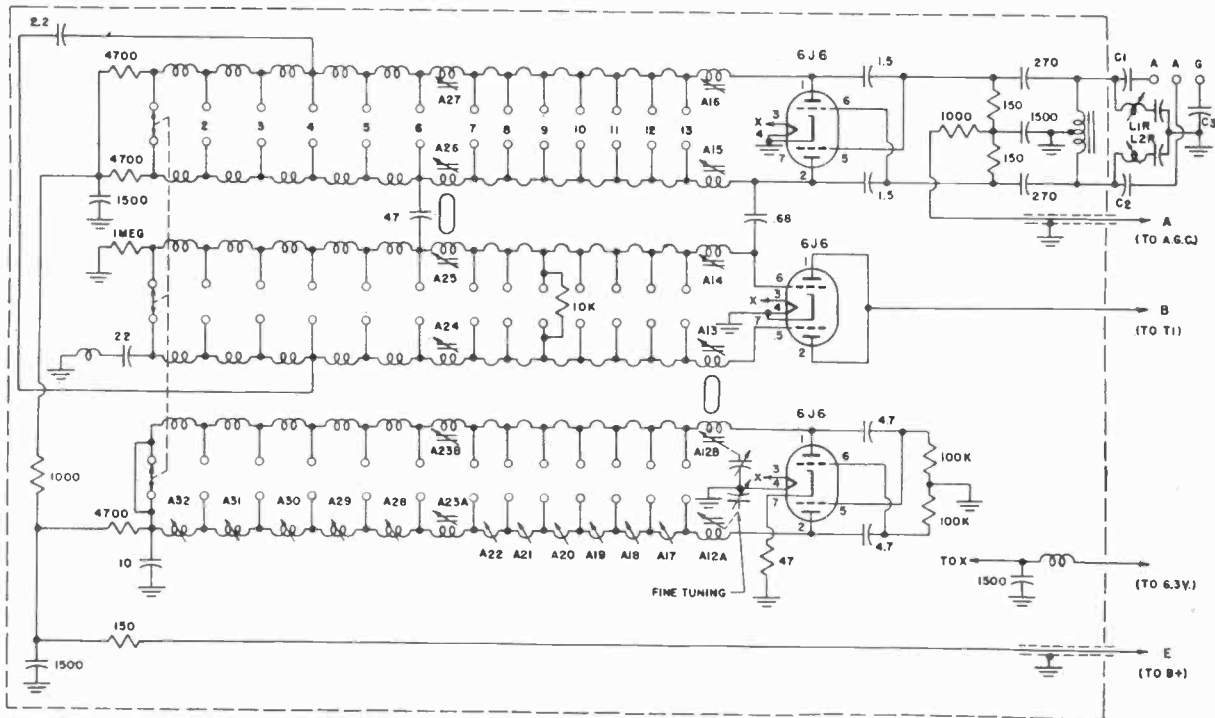 2.2
4700
6J6
1.5
270
C1 A A G
A27
A16
1
6
X
3
4
7
5
2
1000
150
1500
150
L1R
L2R
C3
2 3 4 5 6 7 8 9 10 11 12 13
4700
A26
A15
1.5
270
C2
1500
47
.68
A
(TO A.G.C.)
1MEG
6J6
A25
A14
1
6
X
3
4
7
5
2
10K
B
(TO T1)
22
A24
A13
6J6
4.7
A23B
A12B
1
6
X
3
4
7
5
2
100K
100K
1000
4700
A32 A31 A30 A29 A28 A23A
A22 A21 A20 A19 A18 A17 A12A
4.7
10
47
FINE TUNING
TO X
1500
(TO 6.3V.)
150
1500
E
(TO B+)